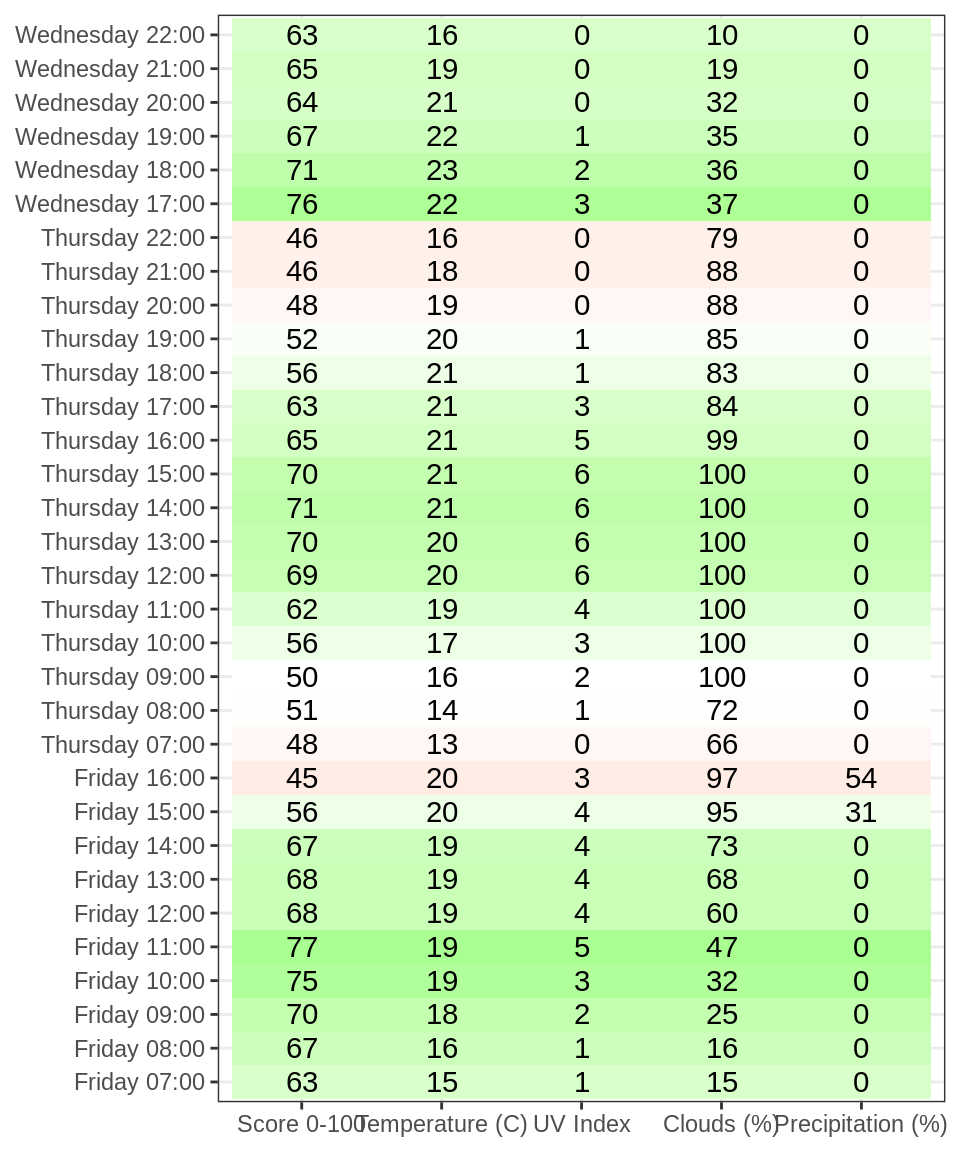 Wednesday 22:00 63 16 0 10 0
Wednesday 21:00 65 19 0 19 0
Wednesday 20:00 64 21 0 32 0
Wednesday 19:00 67 22 1 35 0
Wednesday 18:00 71 23 2 36 0
Wednesday 17:00 76 22 3 37 0
Thursday 22:00 46 16 0 79 0
Thursday 21:00 46 18 0 88 0
Thursday 20:00 48 19 0 88 0
Thursday 19:00 52 20 1 85 0
Thursday 18:00 56 21 1 83 0
Thursday 17:00 63 21 3 84 0
Thursday 16:00 65 21 5 99 0
Thursday 15:00 70 21 6 100 0
Thursday 14:00 71 21 6 100 0
Thursday 13:00 70 20 6 100 0
Thursday 12:00 69 20 6 100 0
Thursday 11:00 62 19 4 100 0
Thursday 10:00 56 17 3 100 0
Thursday 09:00 50 16 2 100 0
Thursday 08:00 51 14 1 72 0
Thursday 07:00 48 13 0 66 0
Friday 16:00 45 20 3 97 54
Friday 15:00 56 20 4 95 31
Friday 14:00 67 19 4 73 0
Friday 13:00 68 19 4 68 0
Friday 12:00 68 19 4 60 0
Friday 11:00 77 19 5 47 0
Friday 10:00 75 19 3 32 0
Friday 09:00 70 18 2 25 0
Friday 08:00 67 16 1 16 0
Friday 07:00 63 15 1 15 0
Score 0-100 Temperature (C) UV Index Clouds (%) Precipitation (%)